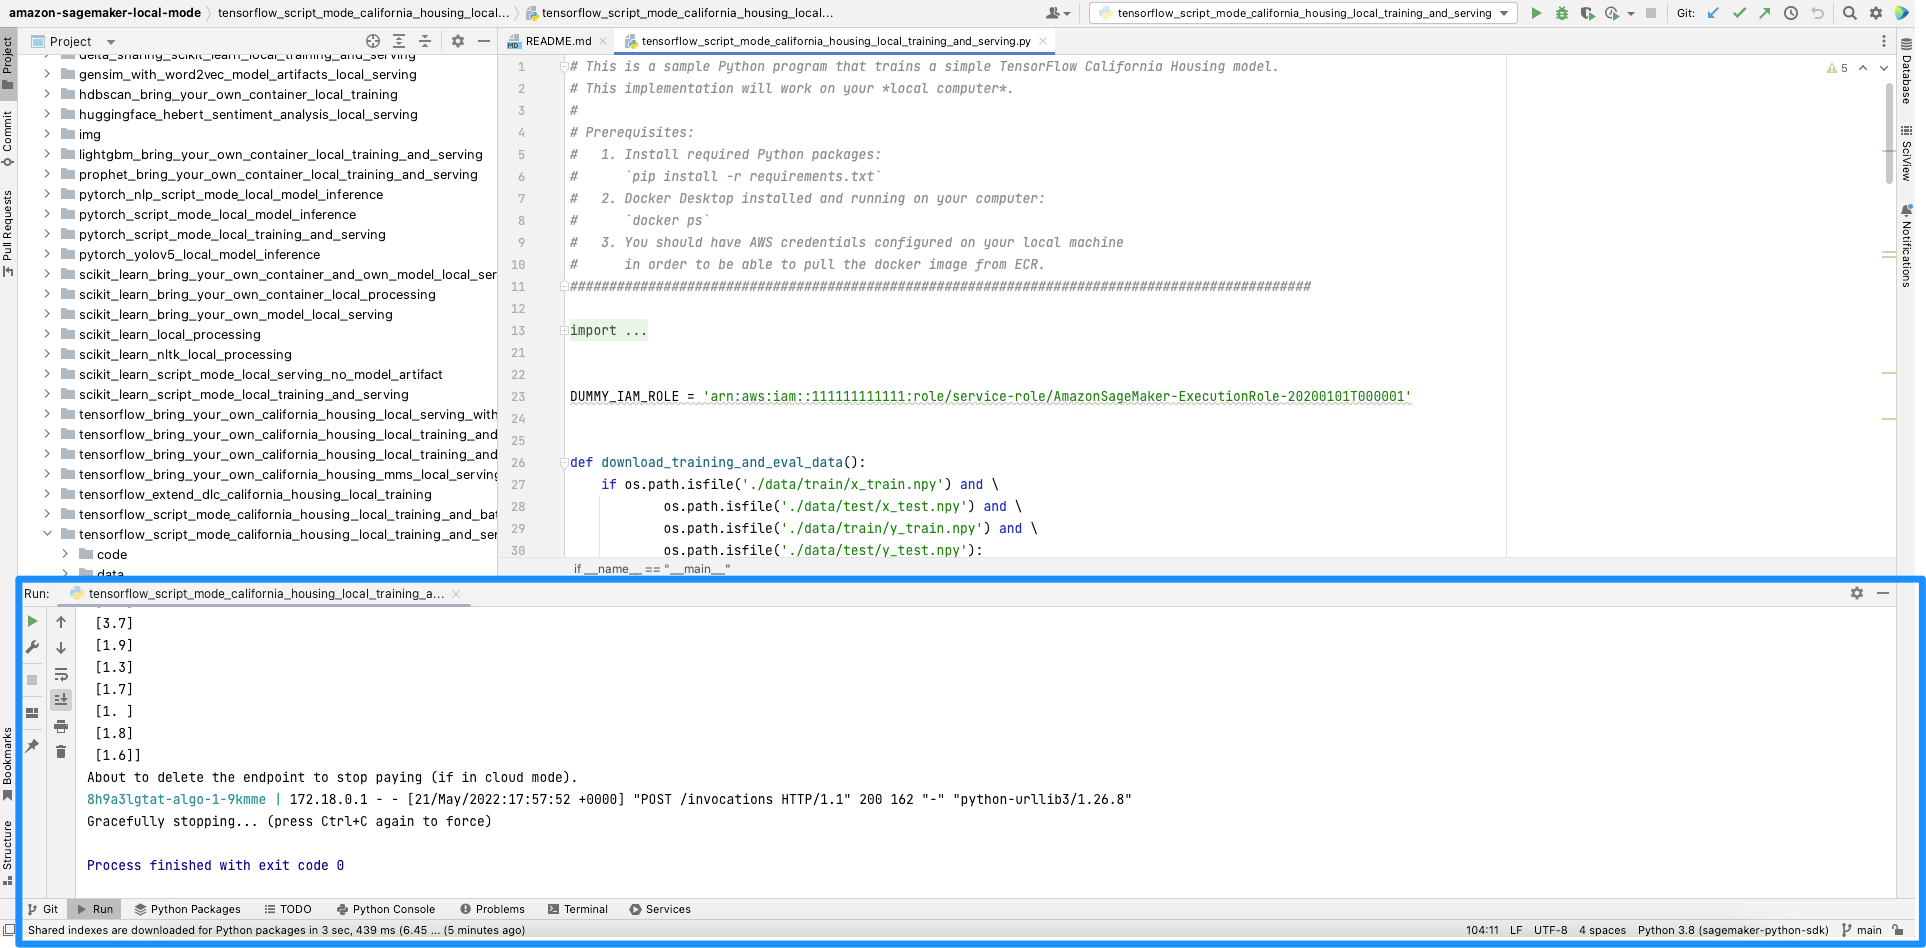 amazon-sagemaker-local-mode
tensorflow_script_mode_california_housing_local...
tensorflow_script_mode_california_housing_local...
tensorflow_script_mode_california_housing_local_training_and_serving
Git:
Project
README.md
tensorflow_script_mode_california_housing_local_training_and_serving.py
Project
Commit
Pull Requests
Bookmarks
Structure
delta_sharing_scikit_learn_local_training_and_serving
gensim_with_word2vec_model_artifacts_local_serving
hdbscan_bring_your_own_container_local_training
huggingface_hebert_sentiment_analysis_local_serving
img
lightgbm_bring_your_own_container_local_training_and_serving
prophet_bring_your_own_container_local_training_and_serving
pytorch_nlp_script_mode_local_model_inference
pytorch_script_mode_local_model_inference
pytorch_script_mode_local_training_and_serving
pytorch_yolov5_local_model_inference
scikit_learn_bring_your_own_container_and_own_model_local_ser
scikit_learn_bring_your_own_container_local_processing
scikit_learn_bring_your_own_model_local_serving
scikit_learn_local_processing
scikit_learn_nltk_local_processing
scikit_learn_script_mode_local_serving_no_model_artifact
scikit_learn_script_mode_local_training_and_serving
tensorflow_bring_your_own_california_housing_local_serving_with
tensorflow_bring_your_own_california_housing_local_training_and
tensorflow_bring_your_own_california_housing_local_training_and
tensorflow_bring_your_own_california_housing_mms_local_serving
tensorflow_extend_dlc_california_housing_local_training
tensorflow_script_mode_california_housing_local_training_and_bat
tensorflow_script_mode_california_housing_local_training_and_ser
code
data
1 # This is a sample Python program that trains a simple TensorFlow California Housing model.
2 # This implementation will work on your *local computer*.
3 #
4 # Prerequisites:
5 #   1. Install required Python packages:
6 #      `pip install -r requirements.txt`
7 #   2. Docker Desktop installed and running on your computer:
8 #      `docker ps`
9 #   3. You should have AWS credentials configured on your local machine
10 #      in order to be able to pull the docker image from ECR.
11 ###############################################################################################
12
13 import ...
21
22
23 DUMMY_IAM_ROLE = 'arn:aws:iam::111111111111:role/service-role/AmazonSageMaker-ExecutionRole-20200101T000001'
24
25
26 def download_training_and_eval_data():
27     if os.path.isfile('./data/train/x_train.npy') and \
28             os.path.isfile('./data/test/x_test.npy') and \
29             os.path.isfile('./data/train/y_train.npy') and \
30             os.path.isfile('./data/test/y_test.npy'):
if __name__ == "__main__"
5
Database
SciView
Notifications
Run:
tensorflow_script_mode_california_housing_local_training_a...
[3.7]
[1.9]
[1.3]
[1.7]
[1. ]
[1.8]
[1.6]]
About to delete the endpoint to stop paying (if in cloud mode).
8h9a3lgtat-algo-1-9kmme | 172.18.0.1 - - [21/May/2022:17:57:52 +0000] "POST /invocations HTTP/1.1" 200 162 "-" "python-urllib3/1.26.8"
Gracefully stopping... (press Ctrl+C again to force)
Process finished with exit code 0
Git
Run
Python Packages
TODO
Python Console
Problems
Terminal
Services
Shared indexes are downloaded for Python packages in 3 sec, 439 ms (6.45 ... (5 minutes ago)
104:11
LF
UTF-8
4 spaces
Python 3.8 (sagemaker-python-sdk)
main